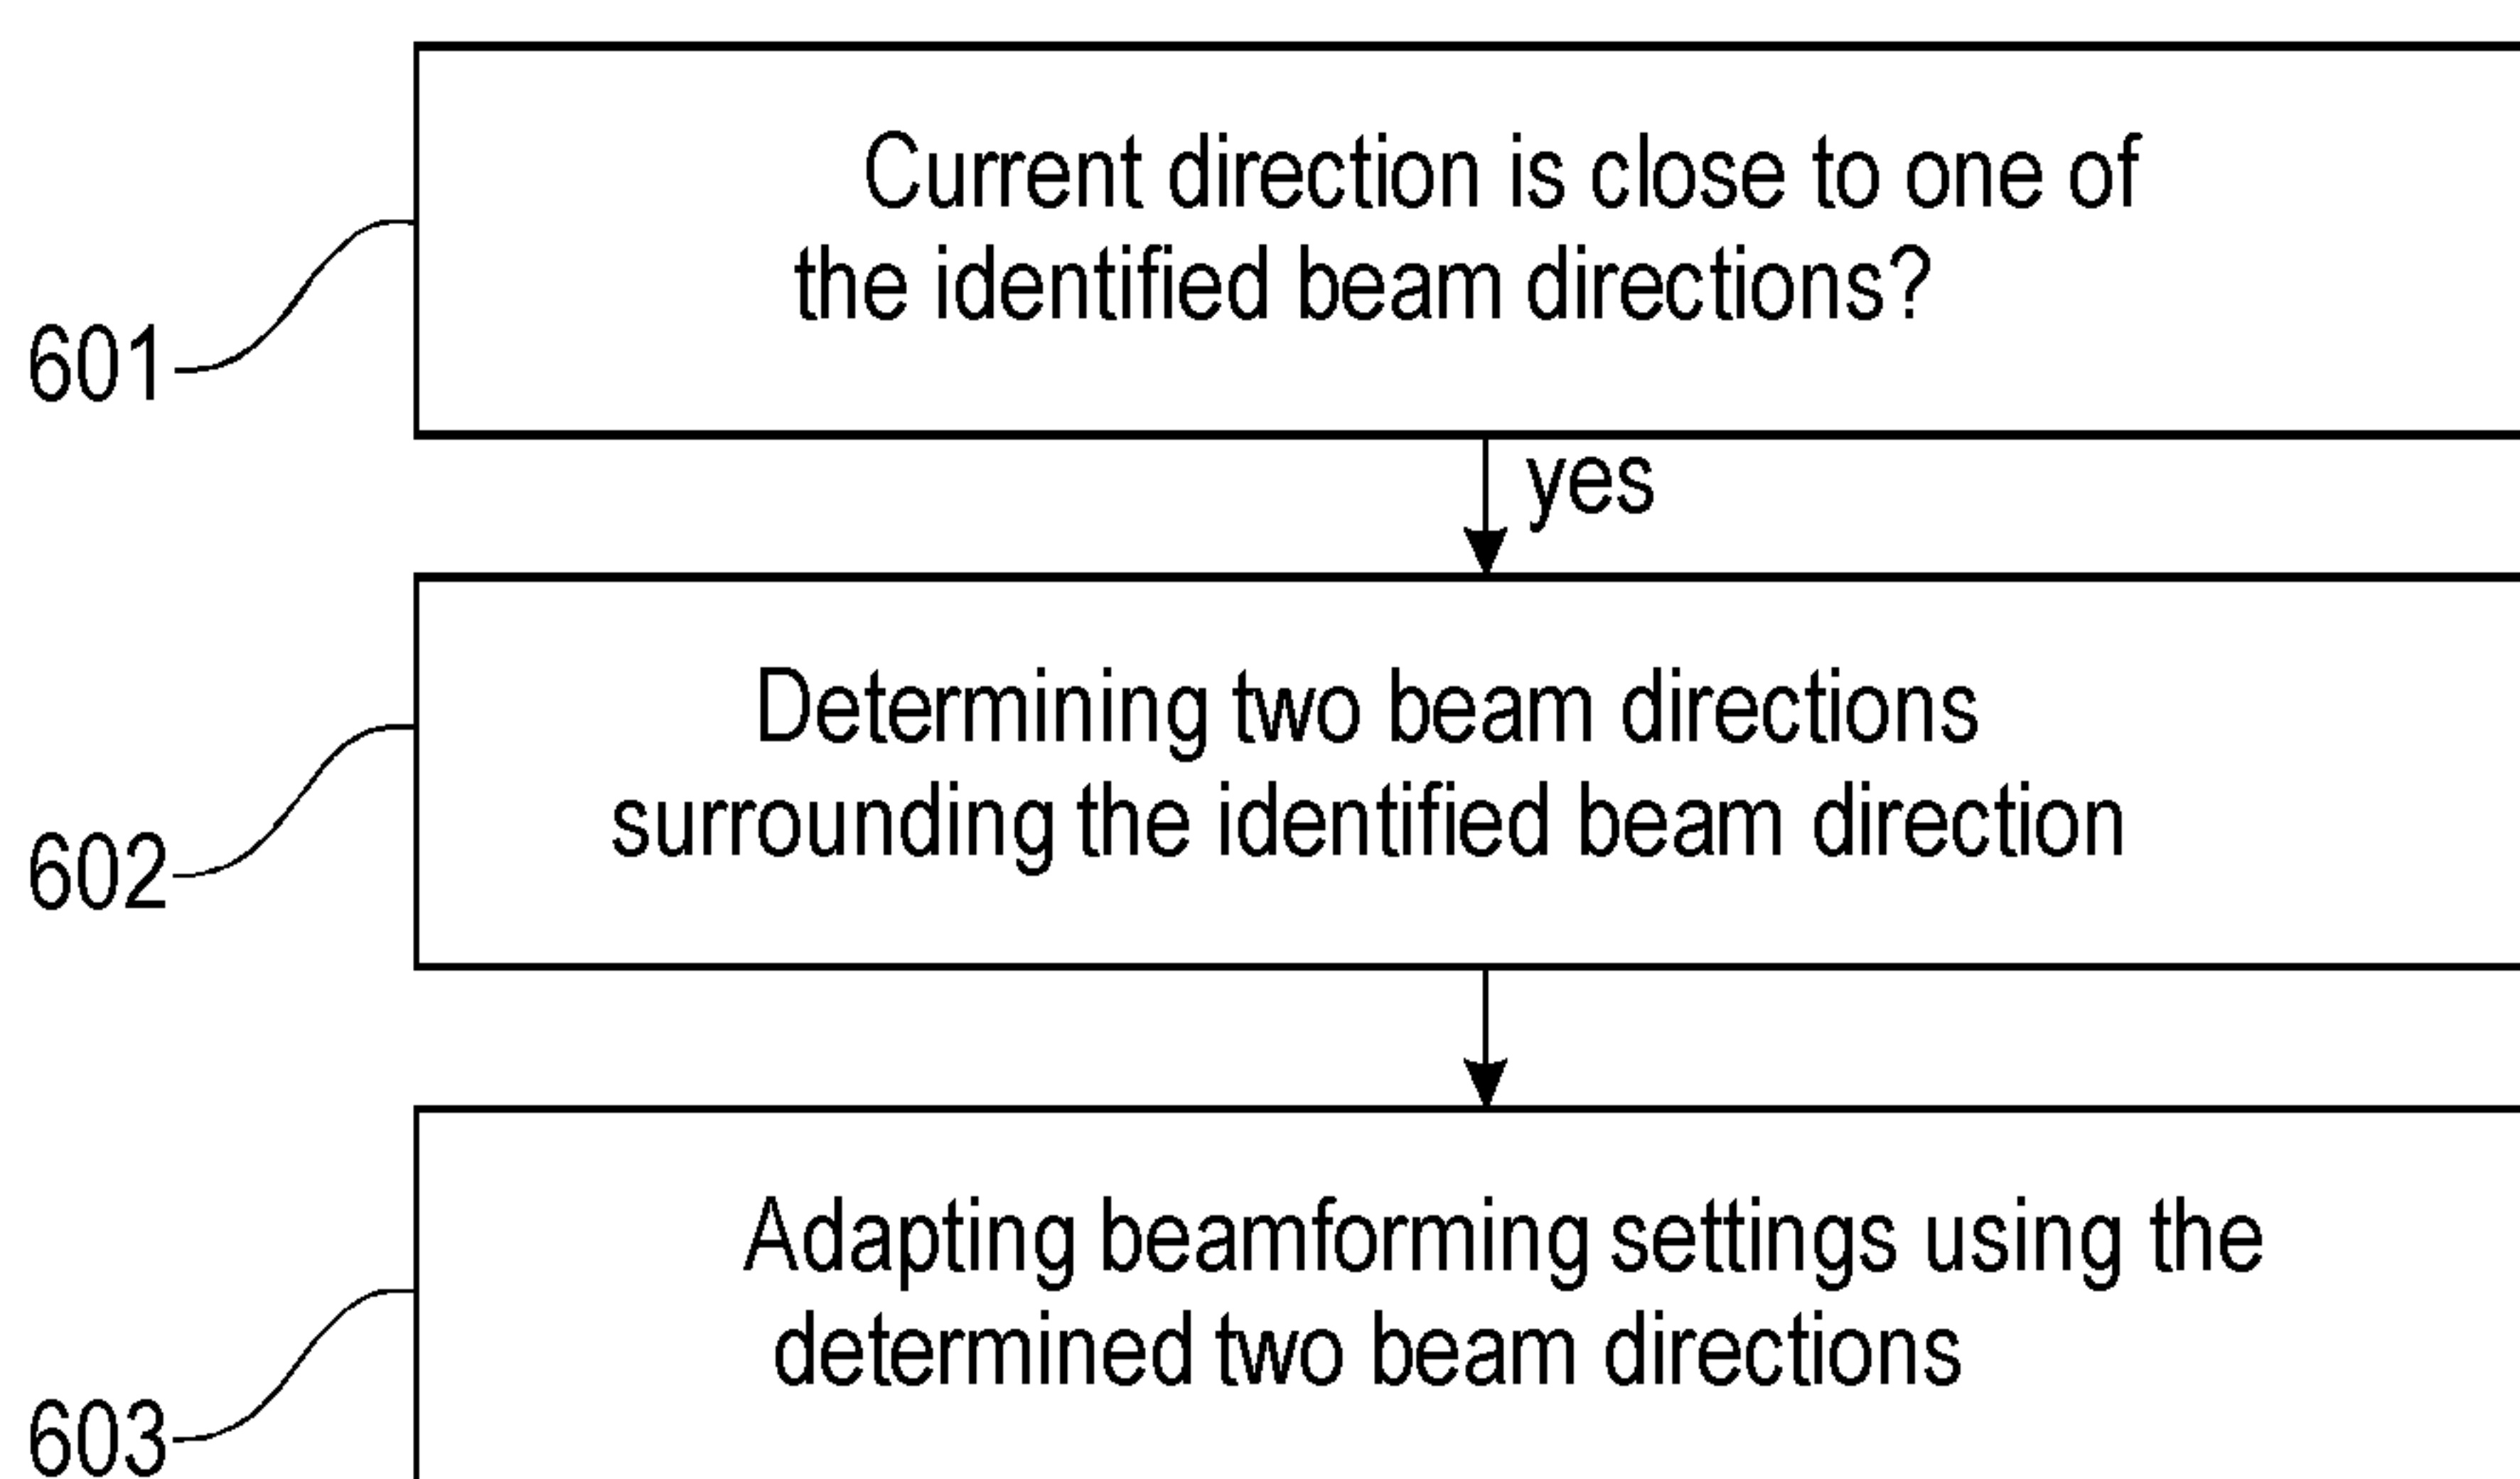 Current direction is close to one of
the identified beam directions?
601
yes
Determining two beam directions
surrounding the identified beam direction
602
Adapting beamforming settings using the
determined two beam directions
603